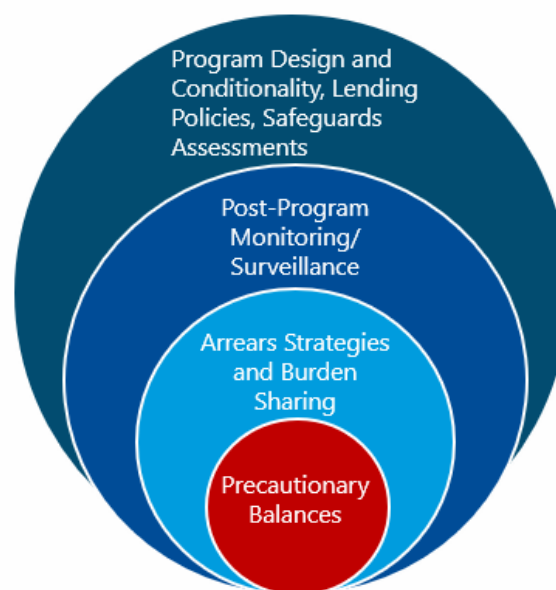 Program Design and
Conditionality, Lending
Policies, Safeguards
Assessments
Post-Program
Monitoring/
Surveillance
Arrears Strategies
and Burden
Sharing
Precautionary
Balances